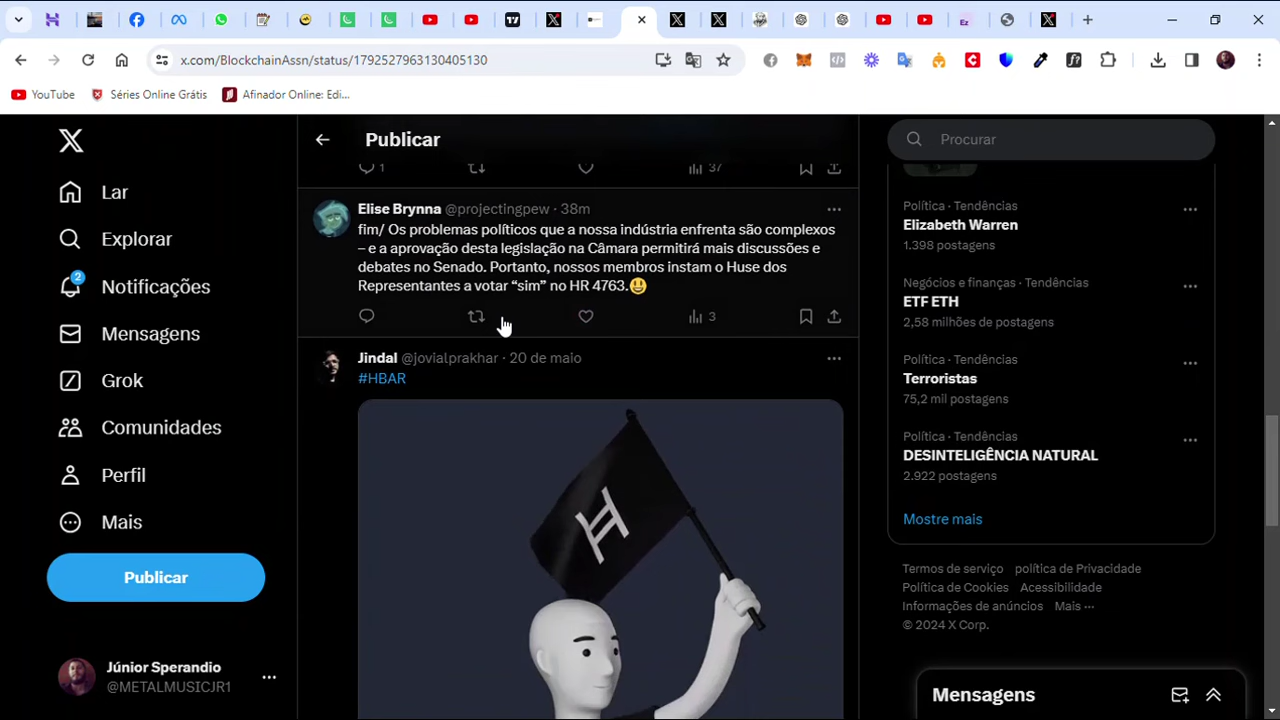 x.com/BlockchainAssn/status/1792527963130405130
YouTube
Séries Online Grátis
Afinador Online: Edi...
Publicar
Procurar
Lar
Explorar
2
Notificações
Mensagens
Grok
Comunidades
Perfil
Mais
Publicar
Júnior Sperandio
@METALMUSICJR1
1
37
Elise Brynna @projectingpew · 38m
fim/ Os problemas políticos que a nossa indústria enfrenta são complexos
– e a aprovação desta legislação na Câmara permitirá mais discussões e
debates no Senado. Portanto, nossos membros instam o Huse dos
Representantes a votar “sim” no HR 4763.😃
3
Jindal @jovialprakhar · 20 de maio
#HBAR
Política · Tendências
Elizabeth Warren
1.398 postagens
Negócios e finanças · Tendências
ETF ETH
2,58 milhões de postagens
Política · Tendências
Terroristas
75,2 mil postagens
Política · Tendências
DESINTELIGÊNCIA NATURAL
2.922 postagens
Mostre mais
Termos de serviço política de Privacidade
Política de Cookies Acessibilidade
Informações de anúncios Mais ···
© 2024 X Corp.
Mensagens